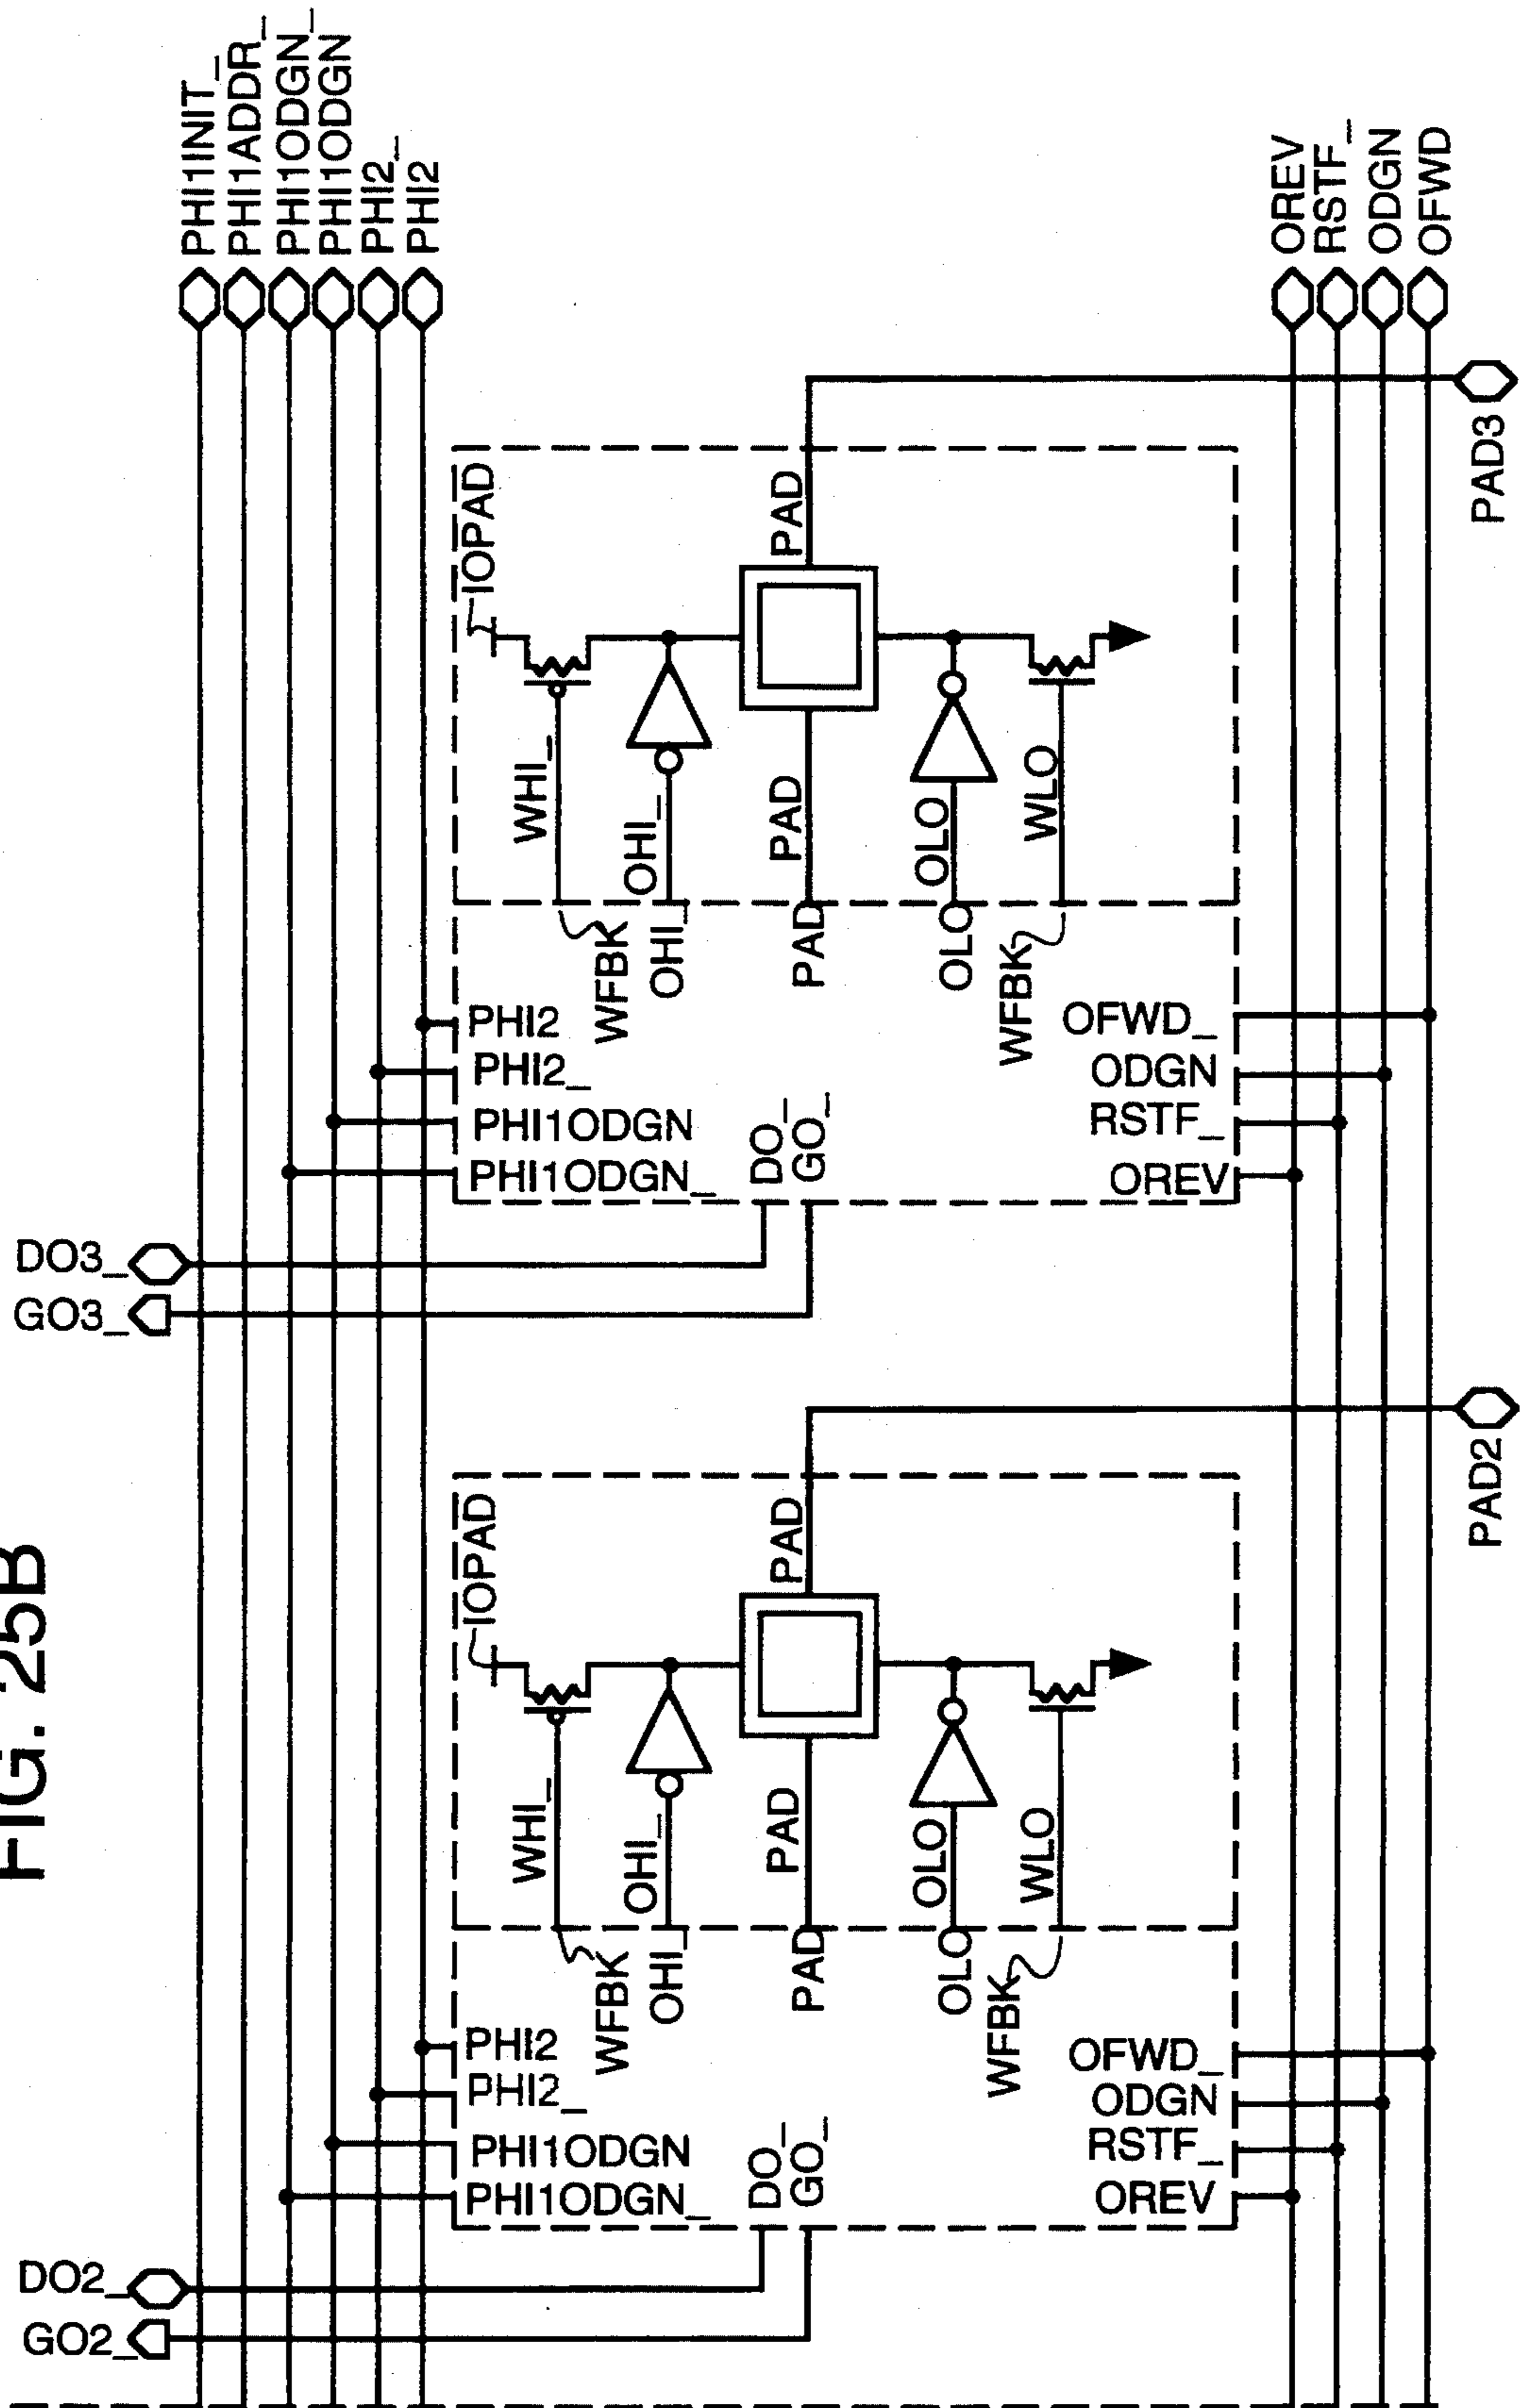 FIG. 25B
PHI1INIT_
PHI1ADDR_
PHI1ODGN_
PHI1ODGN
PHI2_
PHI2
OREV
RSTF_
ODGN
OFWD
PAD3
IOPAD
PAD
WHI_
OHI_
PAD
OLO
WLO
WFBK
OHI_
PAD
OLO
WFBK
PHI2
PHI2_
PHI1ODGN
PHI1ODGN_
DO_
GO_
OFWD_
ODGN
RSTF_
OREV
DO3_
GO3_
PAD2
IOPAD
PAD
WHI_
OHI_
PAD
OLO
WLO
WFBK
OHI_
PAD
OLO
WFBK
PHI2
PHI2_
PHI1ODGN
PHI1ODGN_
DO_
GO_
OFWD_
ODGN
RSTF_
OREV
DO2_
GO2_